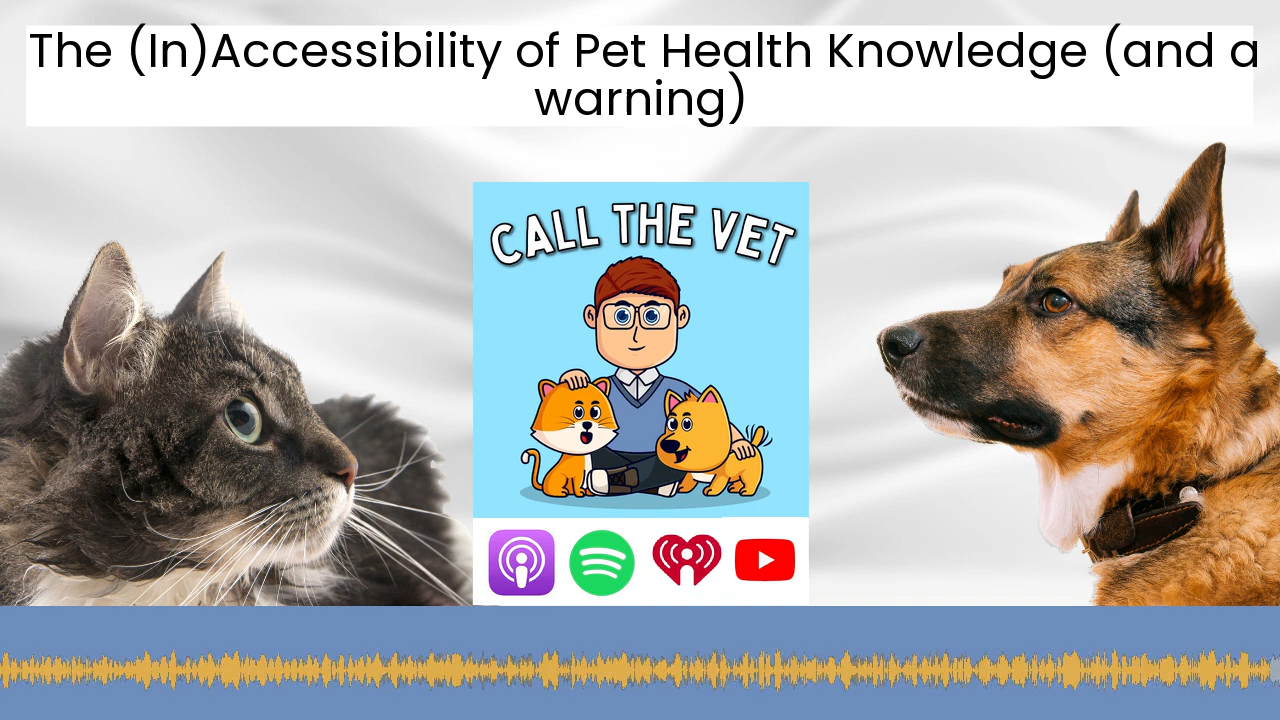 The (In)Accessibility of Pet Health Knowledge (and a
warning)
CALL THE VET